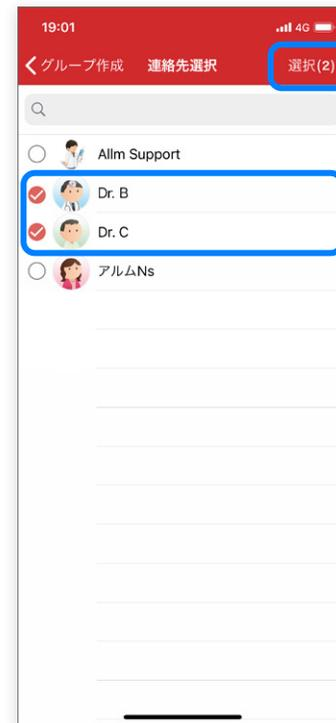 19:01 4G
グループ作成 連絡先選択 選択(2)
Allm Support
Dr. B
Dr. C
アルムNs